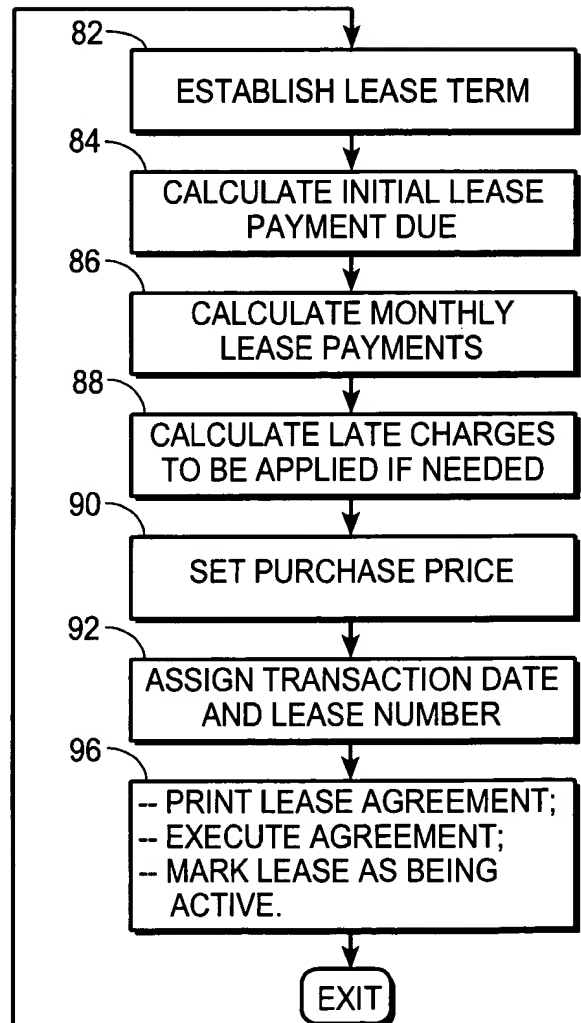 82
ESTABLISH LEASE TERM
84
CALCULATE INITIAL LEASE
PAYMENT DUE
86
CALCULATE MONTHLY
LEASE PAYMENTS
88
CALCULATE LATE CHARGES
TO BE APPLIED IF NEEDED
90
SET PURCHASE PRICE
92
ASSIGN TRANSACTION DATE
AND LEASE NUMBER
96
-- PRINT LEASE AGREEMENT;
-- EXECUTE AGREEMENT;
-- MARK LEASE AS BEING
ACTIVE.
EXIT